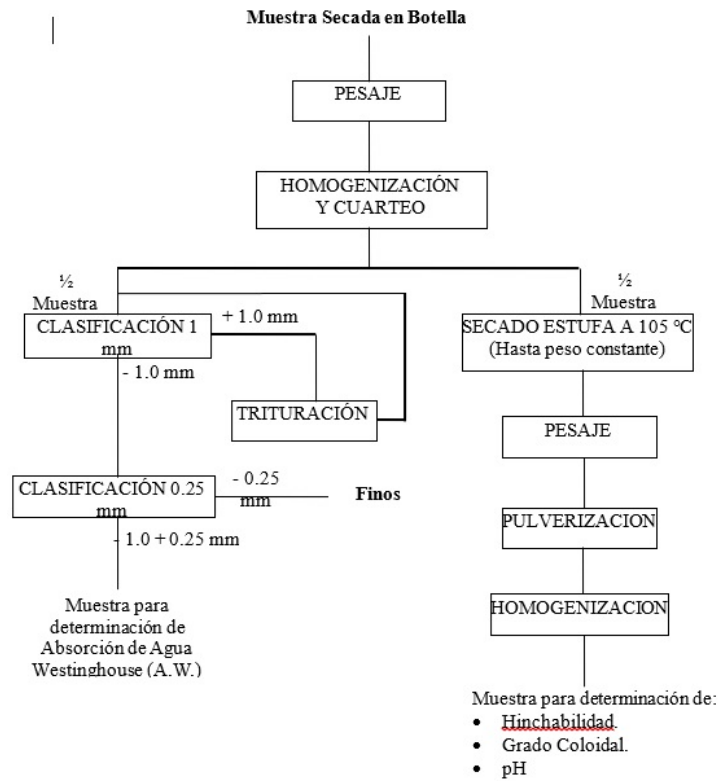 Muestra Secada en Botella
PESAJE
HOMOGENIZACIÓN
Y CUARTEO
½
Muestra
CLASIFICACIÓN 1
mm
+ 1.0 mm
- 1.0 mm
TRITURACIÓN
CLASIFICACIÓN 0.25
mm
- 0.25
mm
Finos
- 1.0 + 0.25 mm
Muestra para
determinación de
Absorción de Agua
Westinghouse (A.W.)
½
Muestra
SECADO ESTUFA A 105 ºC
(Hasta peso constante)
PESAJE
PULVERIZACION
HOMOGENIZACION
Muestra para determinación de:
• Hinchabilidad.
• Grado Coloidal.
• pH